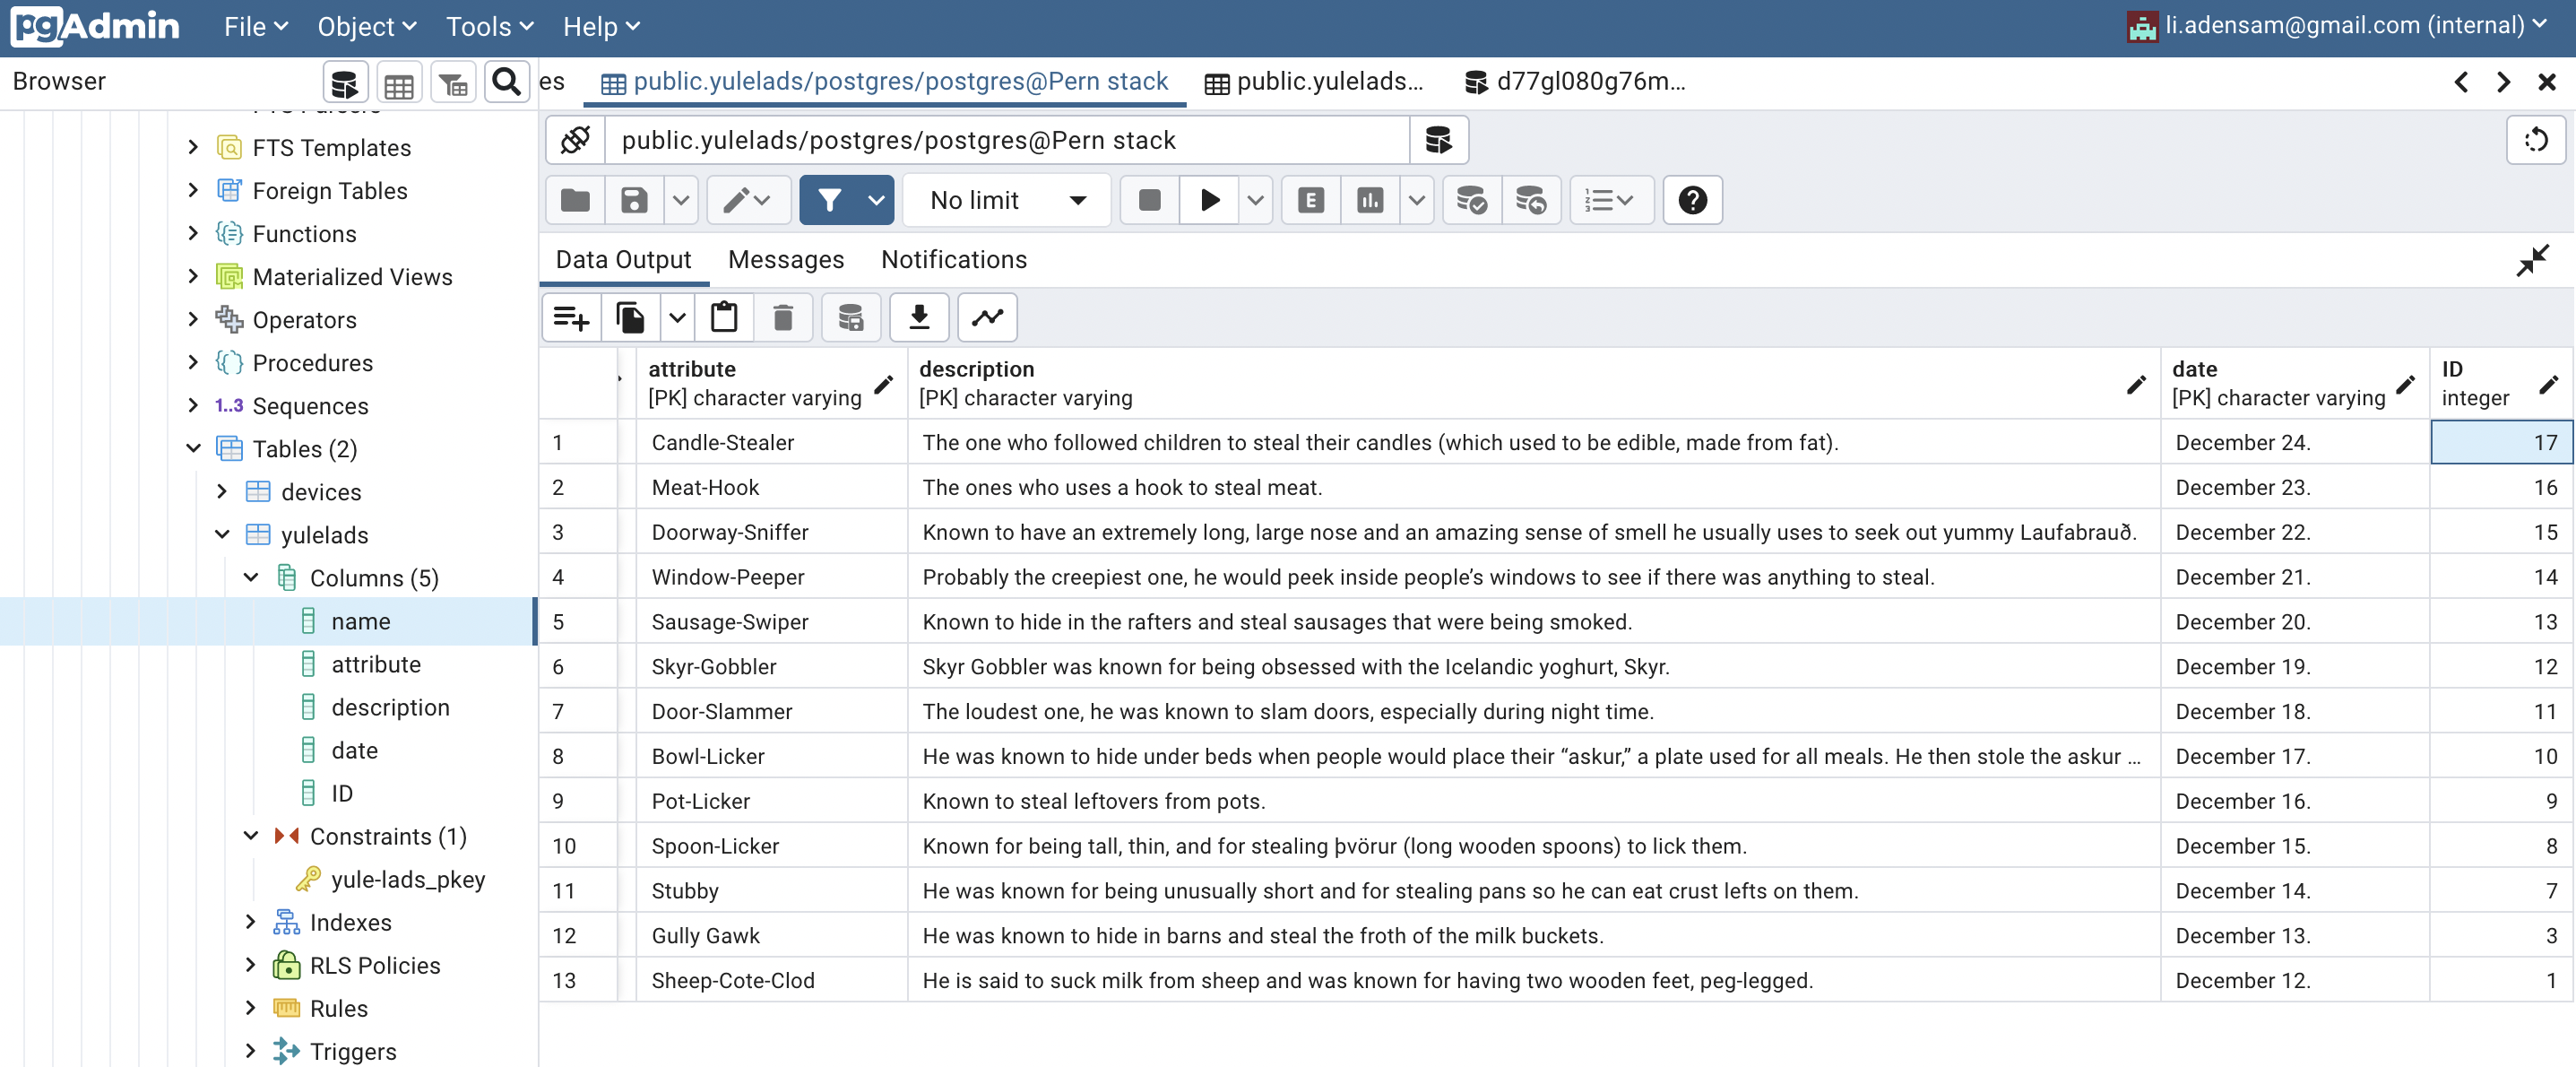 pgAdmin File Object Tools Help li.adensam@gmail.com (internal)
Browser es public.yulelads/postgres/postgres@Pern stack public.yulelads... d77gl080g76m...
public.yulelads/postgres/postgres@Pern stack
FTS Templates
Foreign Tables
Functions
Materialized Views
Operators
Procedures
1..3 Sequences
Tables (2)
devices
yulelads
Columns (5)
name
attribute
description
date
ID
Constraints (1)
yule-lads_pkey
Indexes
RLS Policies
Rules
Triggers
No limit E
Data Output Messages Notifications
attribute description date ID
[PK] character varying [PK] character varying [PK] character varying integer
1 Candle-Stealer The one who followed children to steal their candles (which used to be edible, made from fat). December 24. 17
2 Meat-Hook The ones who uses a hook to steal meat. December 23. 16
3 Doorway-Sniffer Known to have an extremely long, large nose and an amazing sense of smell he usually uses to seek out yummy Laufabrauð. December 22. 15
4 Window-Peeper Probably the creepiest one, he would peek inside people’s windows to see if there was anything to steal. December 21. 14
5 Sausage-Swiper Known to hide in the rafters and steal sausages that were being smoked. December 20. 13
6 Skyr-Gobbler Skyr Gobbler was known for being obsessed with the Icelandic yoghurt, Skyr. December 19. 12
7 Door-Slammer The loudest one, he was known to slam doors, especially during night time. December 18. 11
8 Bowl-Licker He was known to hide under beds when people would place their “askur,” a plate used for all meals. He then stole the askur ... December 17. 10
9 Pot-Licker Known to steal leftovers from pots. December 16. 9
10 Spoon-Licker Known for being tall, thin, and for stealing þvörur (long wooden spoons) to lick them. December 15. 8
11 Stubby He was known for being unusually short and for stealing pans so he can eat crust lefts on them. December 14. 7
12 Gully Gawk He was known to hide in barns and steal the froth of the milk buckets. December 13. 3
13 Sheep-Cote-Clod He is said to suck milk from sheep and was known for having two wooden feet, peg-legged. December 12. 1